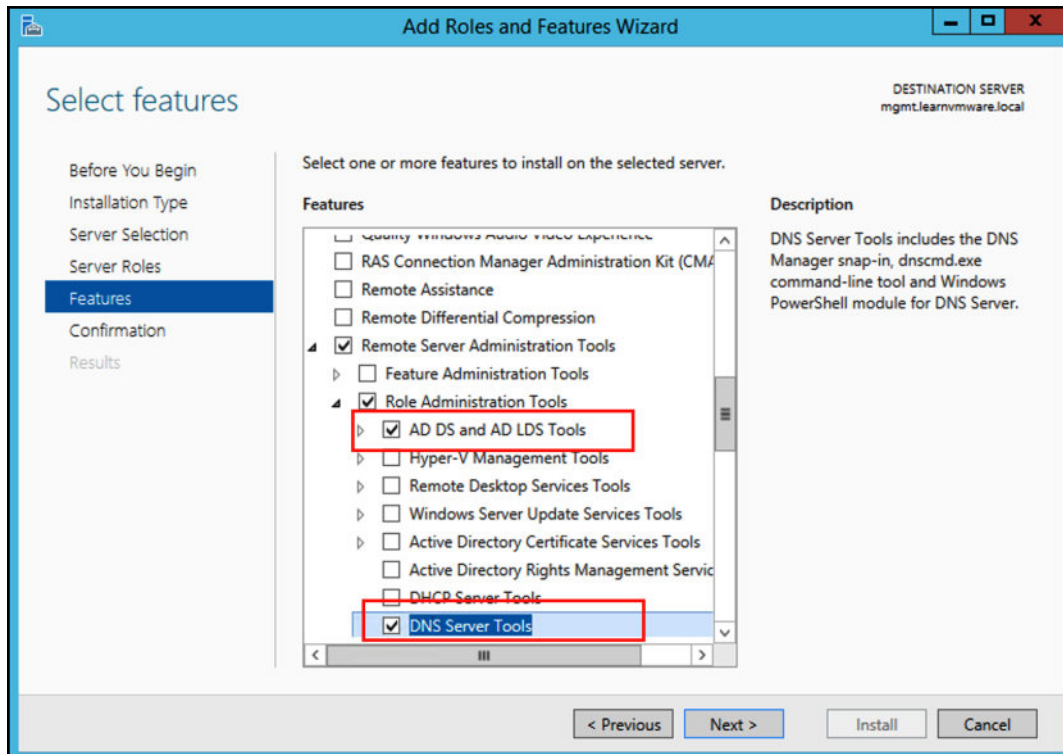 Add Roles and Features Wizard
Select features
DESTINATION SERVER
mgmt.learnvmware.local
Before You Begin
Installation Type
Server Selection
Server Roles
Features
Confirmation
Results
Select one or more features to install on the selected server.
Features
Quality Windows Audio Video Experience
RAS Connection Manager Administration Kit (CMA
Remote Assistance
Remote Differential Compression
Remote Server Administration Tools
Feature Administration Tools
Role Administration Tools
AD DS and AD LDS Tools
Hyper-V Management Tools
Remote Desktop Services Tools
Windows Server Update Services Tools
Active Directory Certificate Services Tools
Active Directory Rights Management Servic
DHCP Server Tools
DNS Server Tools
Description
DNS Server Tools includes the DNS
Manager snap-in, dnscmd.exe
command-line tool and Windows
PowerShell module for DNS Server.
< Previous
Next >
Install
Cancel